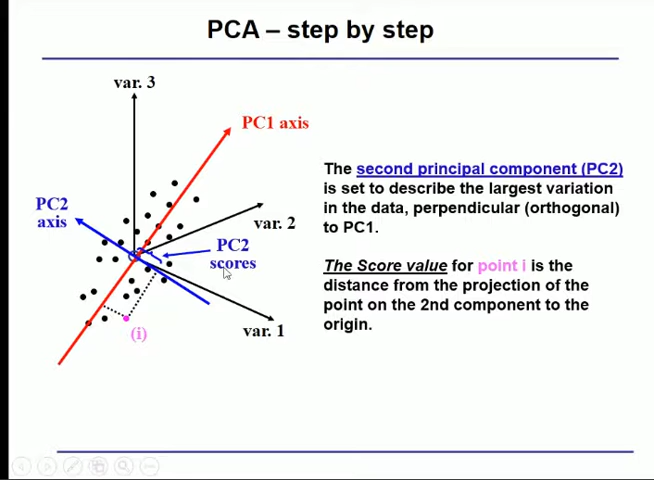 PCA – step by step
var. 3
PC1 axis
PC2
axis
var. 2
PC2
scores
var. 1
(i)
The second principal component (PC2)
is set to describe the largest variation
in the data, perpendicular (orthogonal)
to PC1.
The Score value for point i is the
distance from the projection of the
point on the 2nd component to the
origin.